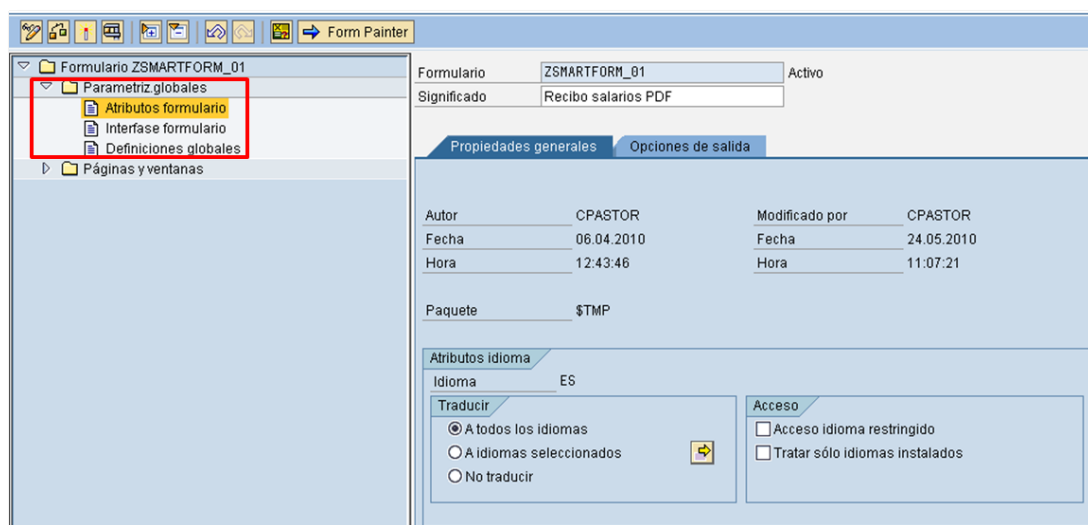 Form Painter
Formulario ZSMARTFORM_01
Parametriz.globales
Atributos formulario
Interfase formulario
Definiciones globales
Páginas y ventanas
Formulario ZSMARTFORM_01 Activo
Significado Recibo salarios PDF
Propiedades generales Opciones de salida
Autor CPASTOR Modificado por CPASTOR
Fecha 06.04.2010 Fecha 24.05.2010
Hora 12:43:46 Hora 11:07:21
Paquete $TMP
Atributos idioma
Idioma ES
Traducir Acceso
A todos los idiomas Acceso idioma restringido
A idiomas seleccionados Tratar sólo idiomas instalados
No traducir